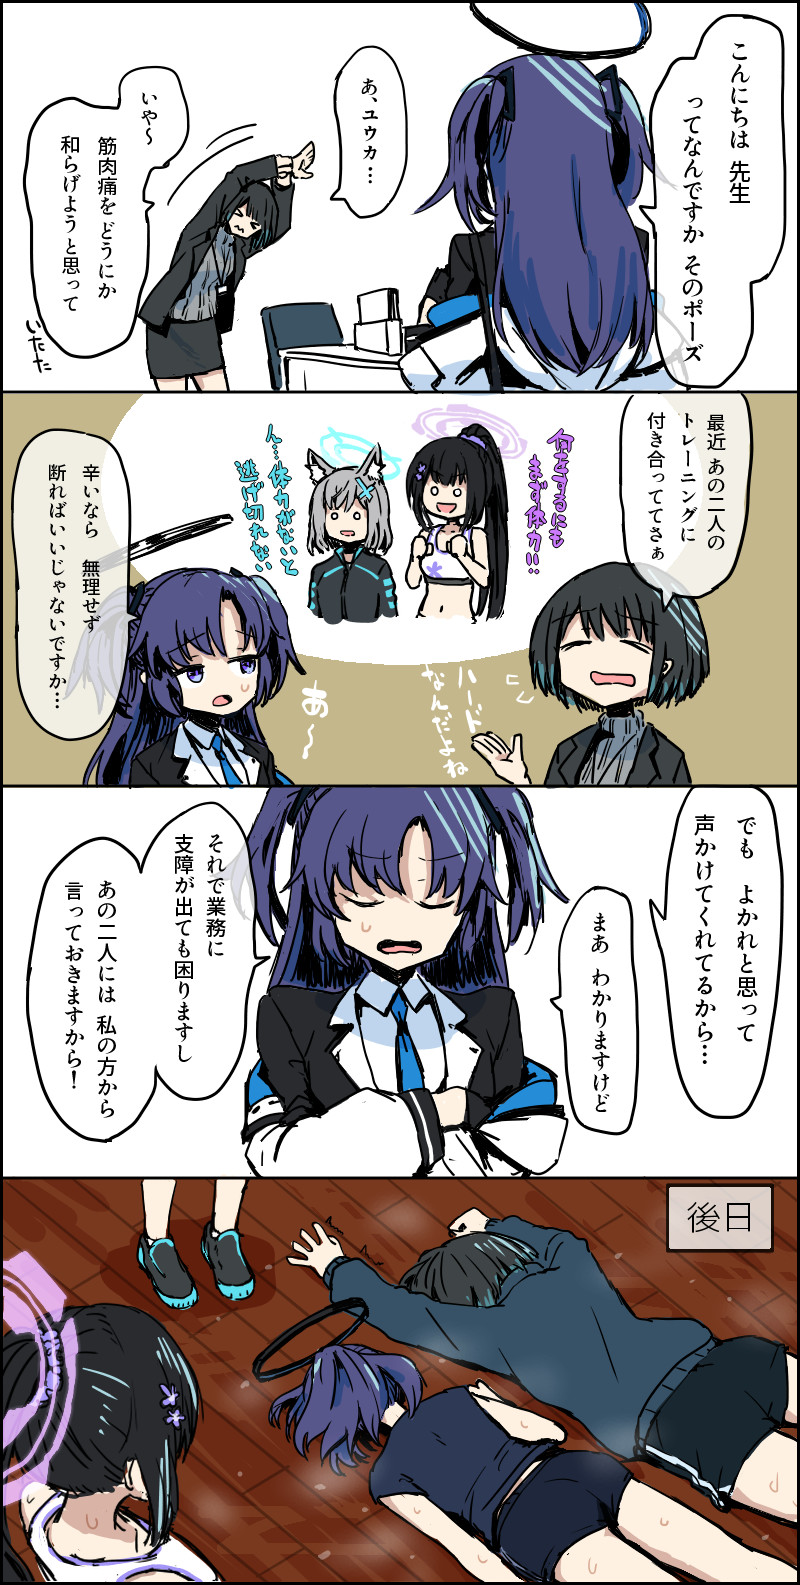 こんにちは 先生
ってなんですか そのポーズ
あ、ユウカ…
いや〜
筋肉痛を どうにか
和らげようと思って
いたた
最近 あの二人の
トレーニングに
付き合っててさぁ
何をするにも
まず体力!!
ん…体力がないと
逃げ切れない
ハード
なんだよね
あ〜
辛いなら 無理せず
断ればいいじゃないですか…
でも よかれと思って
声かけてくれてるから…
まあ わかりますけど
それで業務に
支障が出ても困りますし
あの二人には 私の方から
言っておきますから!
後日